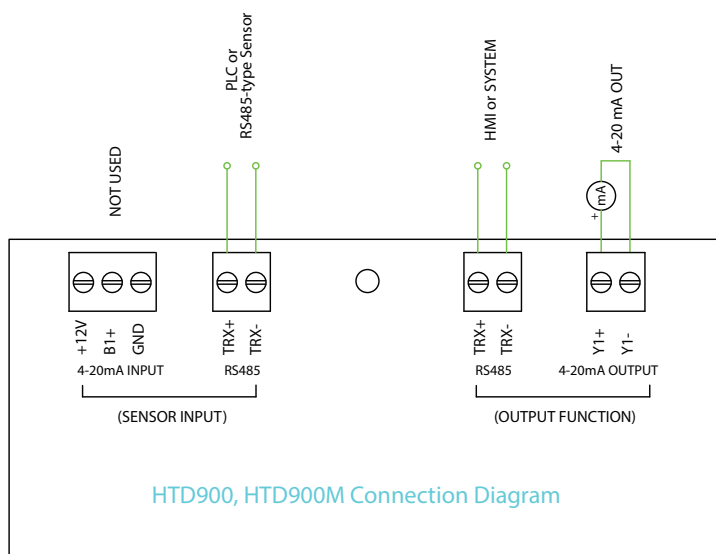 NOT USED
PLC or
RS485-type Sensor
HMI or SYSTEM
4-20 mA OUT
+ mA
+12V
B1+
GND
TRX+
TRX-
TRX+
TRX-
Y1+
Y1-
4-20mA INPUT
RS485
RS485
4-20mA OUTPUT
(SENSOR INPUT)
(OUTPUT FUNCTION)
HTD900, HTD900M Connection Diagram